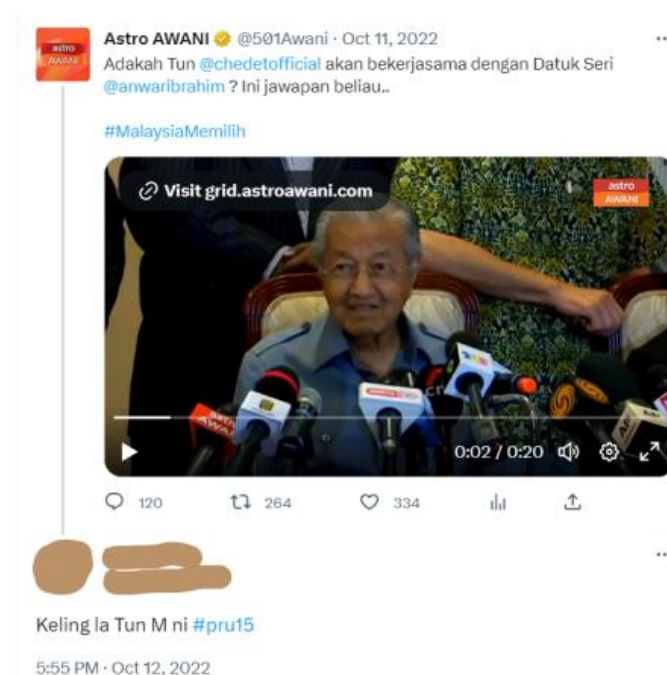 Astro AWANI @501Awani · Oct 11, 2022
astro
AWANI
Adakah Tun @chedetofficial akan bekerjasama dengan Datuk Seri
@anwaribrahim ? Ini jawapan beliau..
#MalaysiaMemilih
Visit grid.astroawani.com
astro
AWANI
0:02 / 0:20
120 264 334
Keling la Tun M ni #pru15
5:55 PM · Oct 12, 2022